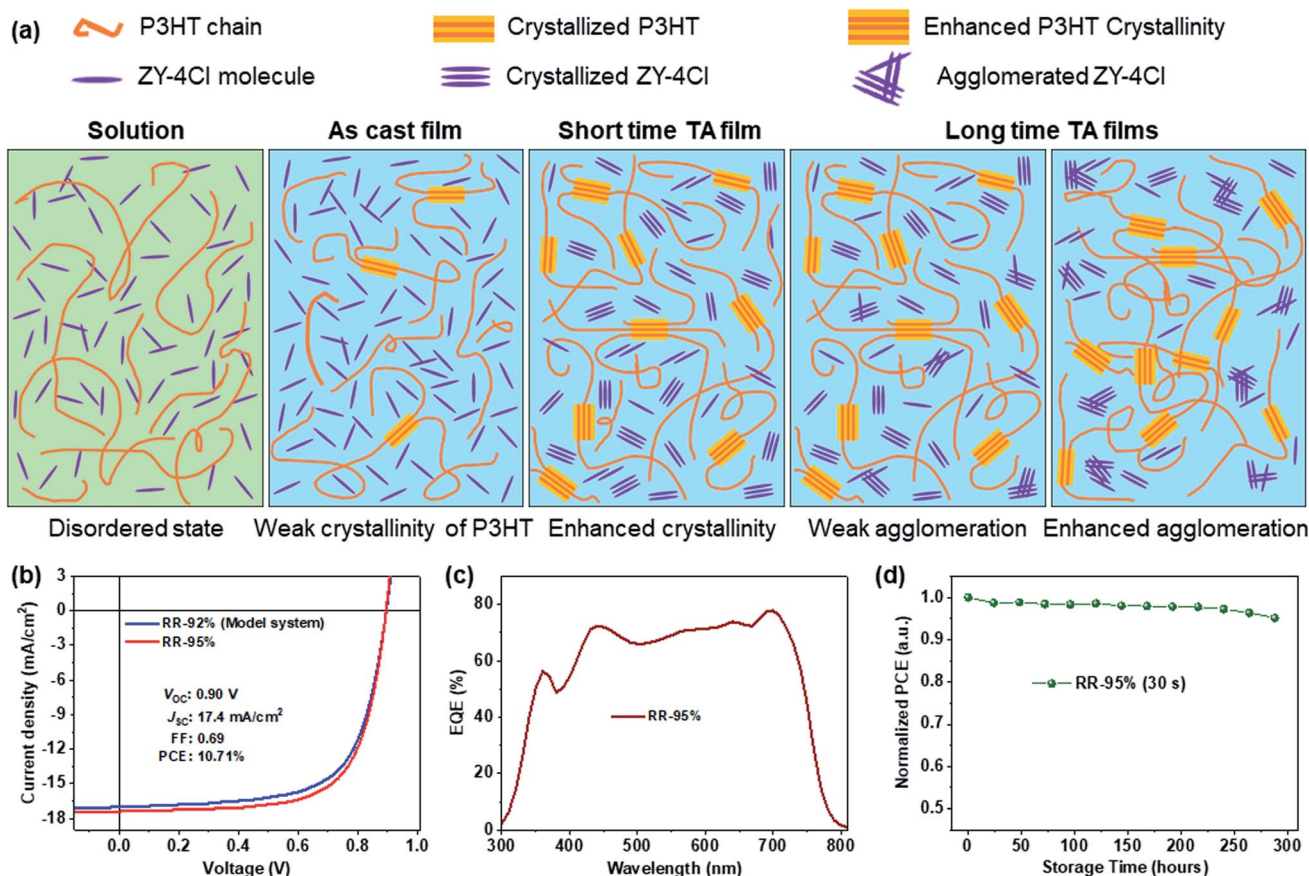 (a)
P3HT chain
Crystallized P3HT
Enhanced P3HT Crystallinity
ZY-4Cl molecule
Crystallized ZY-4Cl
Agglomerated ZY-4Cl
Solution
As cast film
Short time TA film
Long time TA films
Disordered state
Weak crystallinity of P3HT
Enhanced crystallinity
Weak agglomeration
Enhanced agglomeration
(b)
Current density (mA/cm²)
3
0
-3
-6
-9
-12
-15
-18
RR-92% (Model system)
RR-95%
V_OC: 0.90 V
J_SC: 17.4 mA/cm²
FF: 0.69
PCE: 10.71%
0.0 0.2 0.4 0.6 0.8 1.0
Voltage (V)
(c)
EQE (%)
80
60
40
20
0
RR-95%
300 400 500 600 700 800
Wavelength (nm)
(d)
Normalized PCE (a.u.)
1.0
0.9
0.8
0.7
0.6
0.5
RR-95% (30 s)
0 50 100 150 200 250 300
Storage Time (hours)